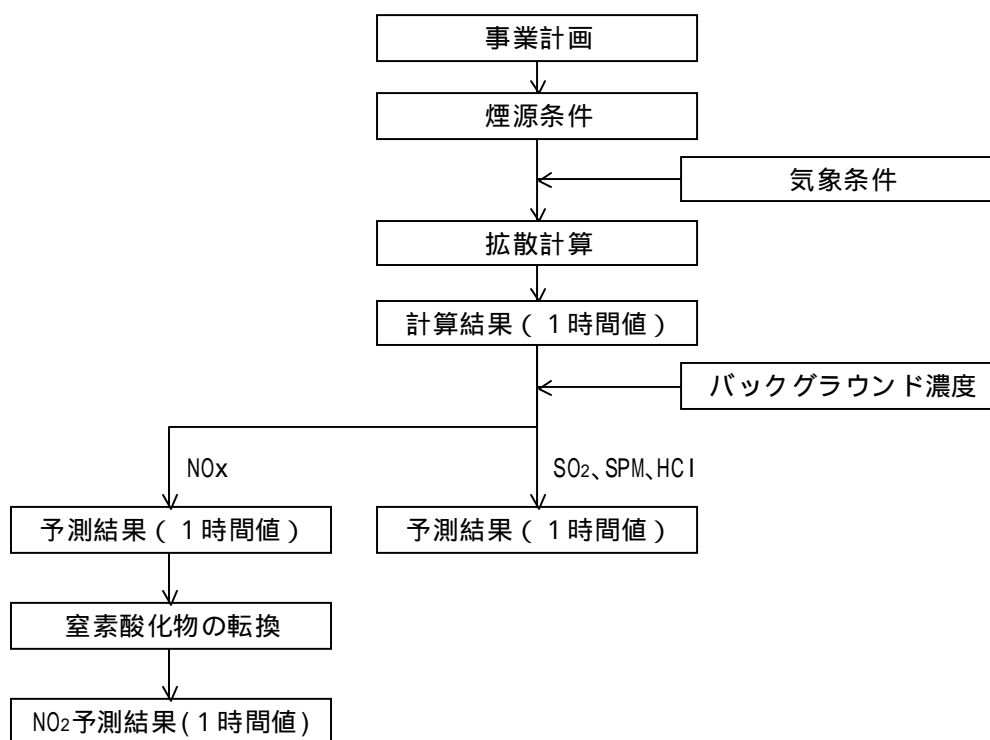 事業計画
煙源条件
気象条件
拡散計算
計算結果(1時間値)
バックグラウンド濃度
NOx
SO2、SPM、HCl
予測結果(1時間値)
予測結果(1時間値)
窒素酸化物の転換
NO2予測結果(1時間値)